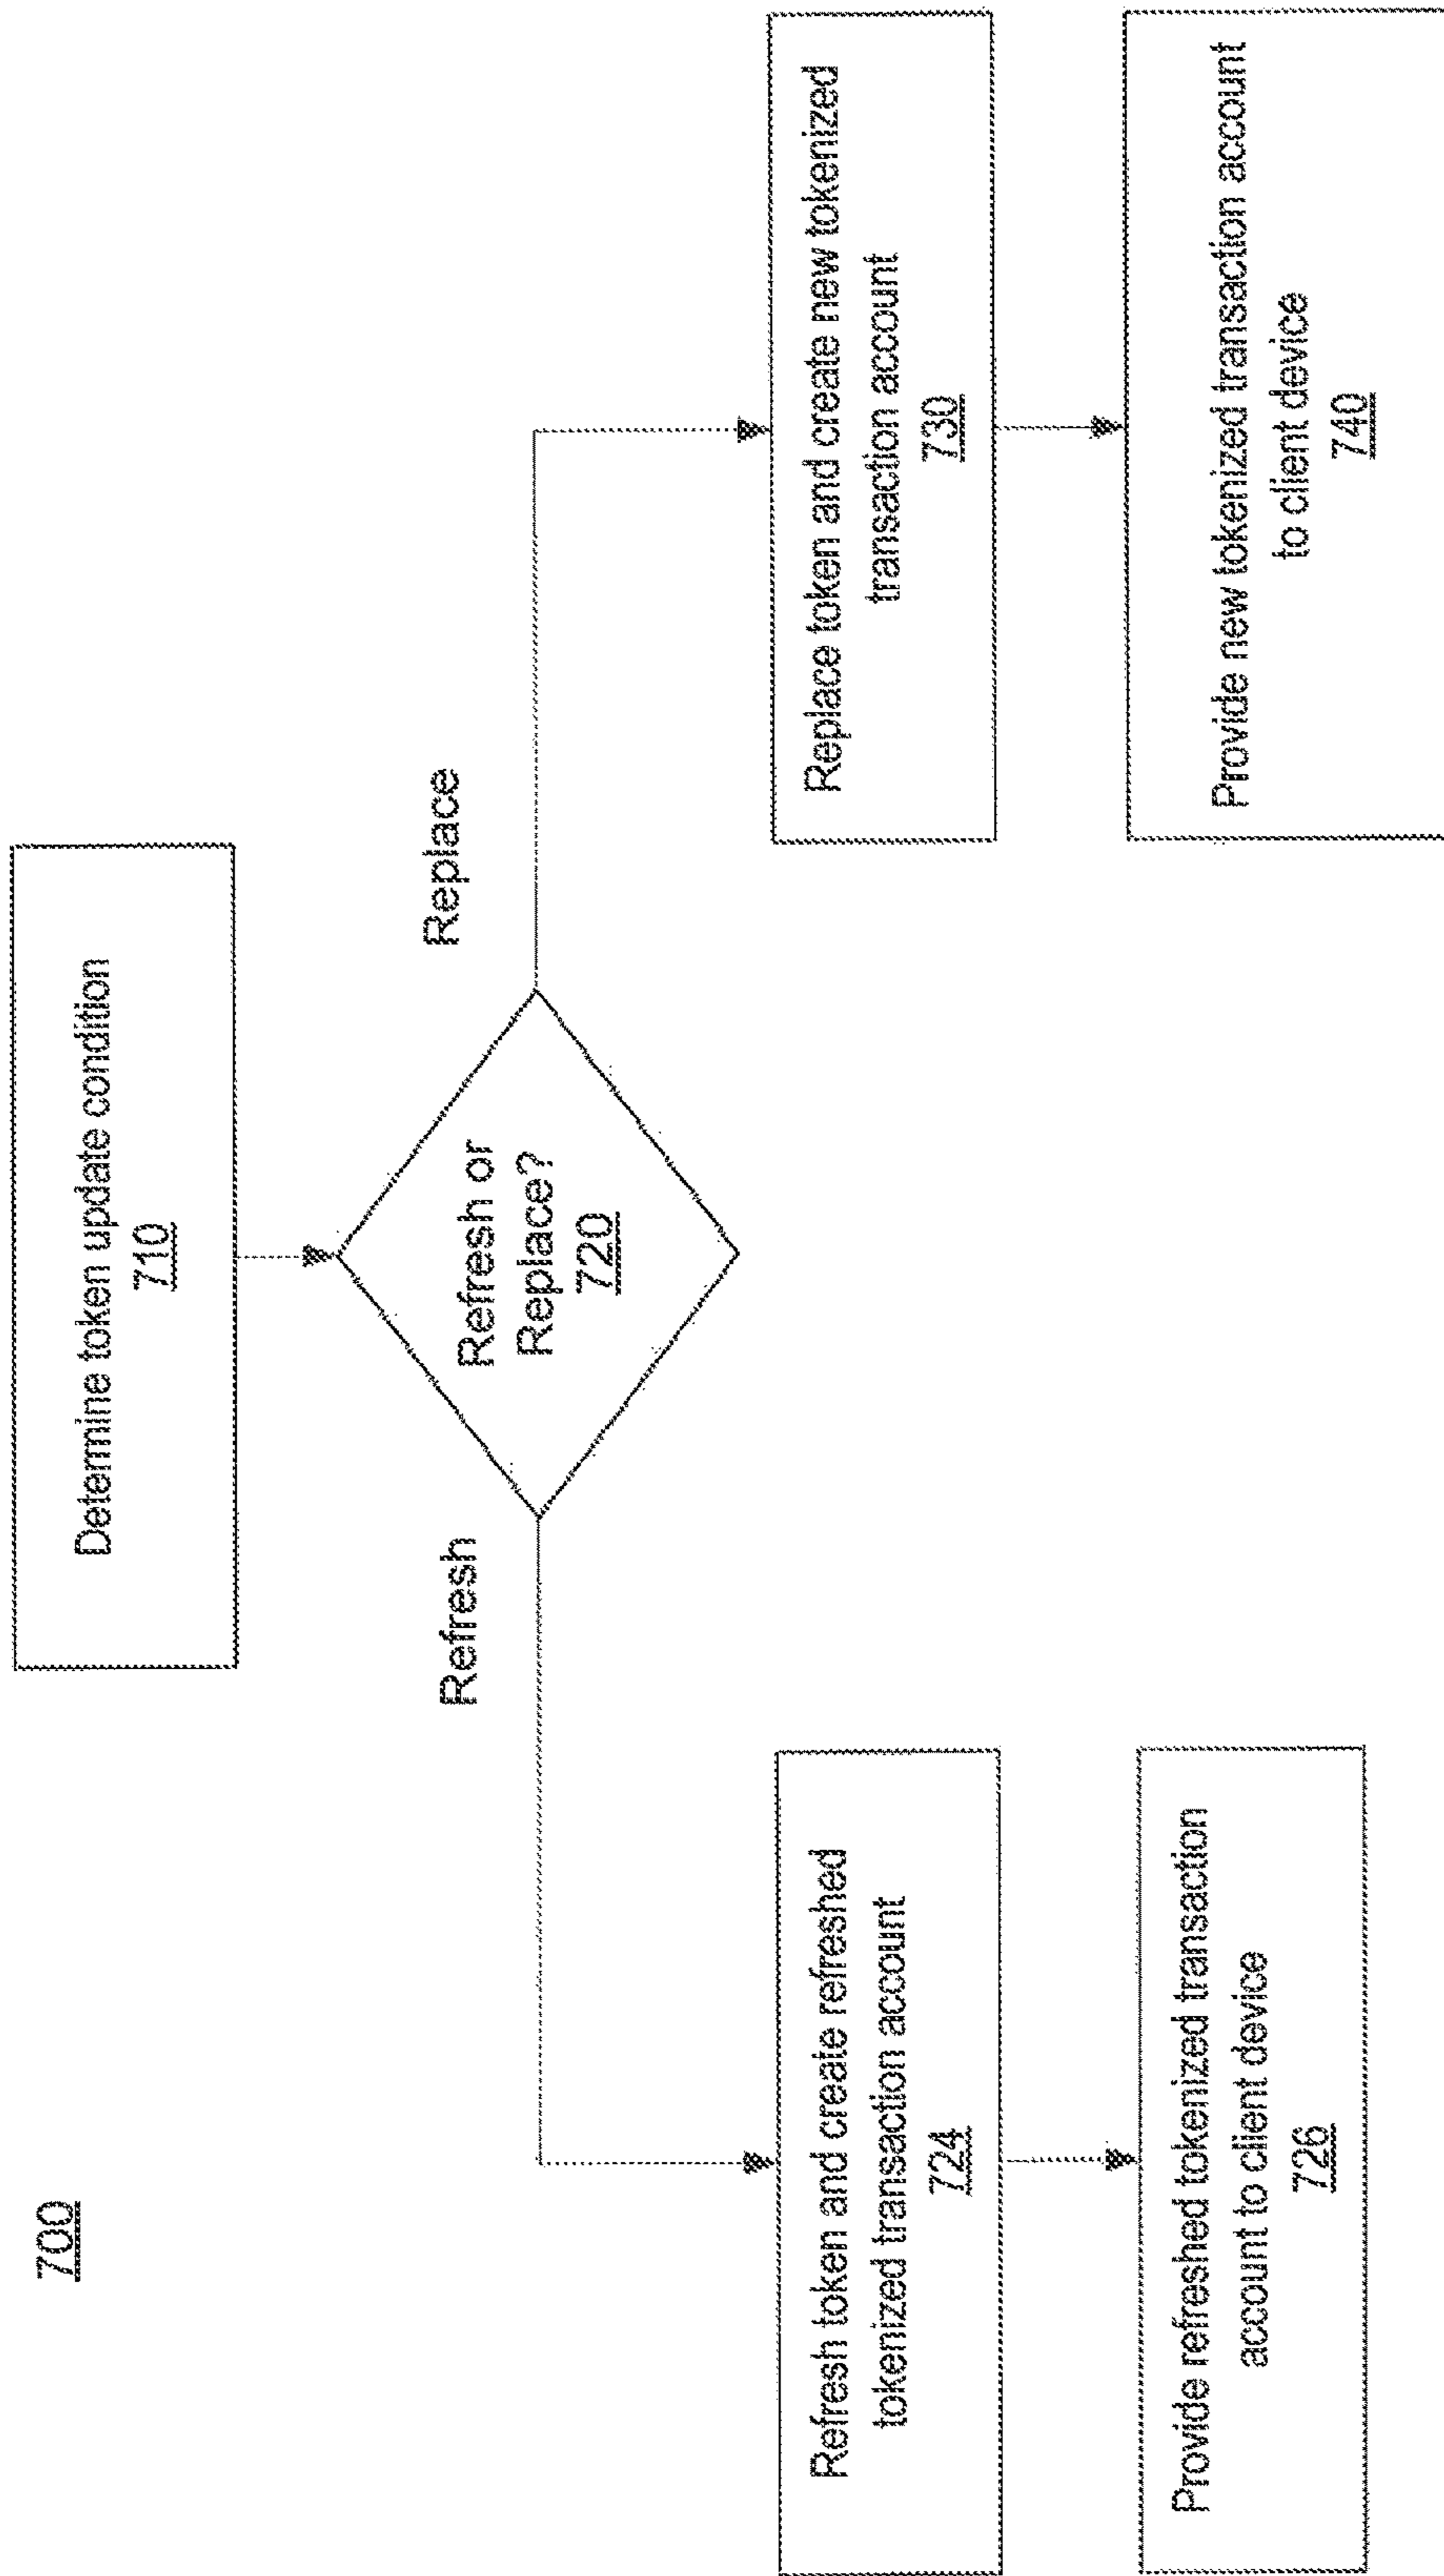 700
Determine token update condition
710
Refresh or
Replace?
720
Refresh
Replace
Refresh token and create refreshed
tokenized transaction account
724
Provide refreshed tokenized transaction
account to client device
726
Replace token and create new tokenized
transaction account
730
Provide new tokenized transaction account
to client device
740